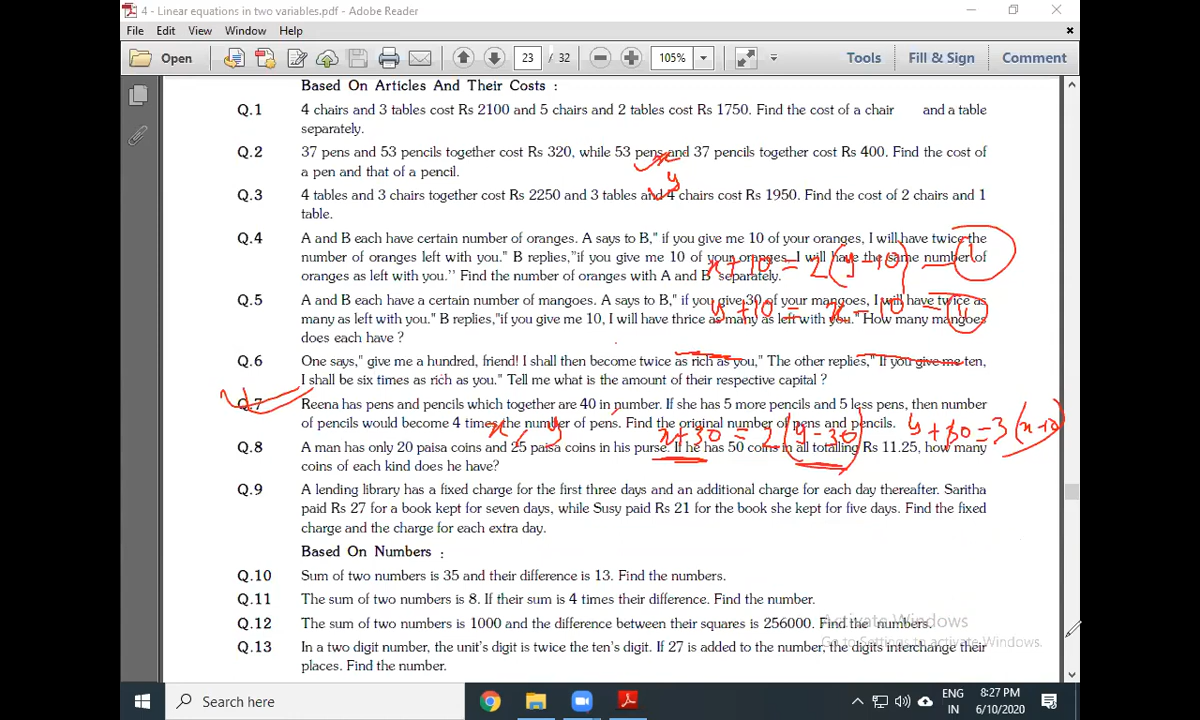 4 - Linear equations in two variables.pdf - Adobe Reader
File Edit View Window Help
Open 23 / 32 105% Tools Fill & Sign Comment
Based On Articles And Their Costs :
Q.1 4 chairs and 3 tables cost Rs 2100 and 5 chairs and 2 tables cost Rs 1750. Find the cost of a chair and a table
separately.
Q.2 37 pens and 53 pencils together cost Rs 320, while 53 pens and 37 pencils together cost Rs 400. Find the cost of
x
a pen and that of a pencil.
y
Q.3 4 tables and 3 chairs together cost Rs 2250 and 3 tables and 4 chairs cost Rs 1950. Find the cost of 2 chairs and 1
table.
Q.4 A and B each have certain number of oranges. A says to B," if you give me 10 of your oranges, I will have twice the
number of oranges left with you." B replies,"if you give me 10 of your oranges, I will have the same number of
x+10 = 2(y-10) — 1
oranges as left with you.'' Find the number of oranges with A and B separately.
Q.5 A and B each have a certain number of mangoes. A says to B," if you give 30 of your mangoes, I will have twice as
y+10 = x-10 —
many as left with you." B replies,"if you give me 10, I will have thrice as many as left with you." How many mangoes
does each have ?
Q.6 One says," give me a hundred, friend! I shall then become twice as rich as you," The other replies," If you give me ten,
I shall be six times as rich as you." Tell me what is the amount of their respective capital ?
Q.7 Reena has pens and pencils which together are 40 in number. If she has 5 more pencils and 5 less pens, then number
of pencils would become 4 times the number of pens. Find the original number of pens and pencils.
x, y x+30 = 2(y-30) y+30=3(x-
Q.8 A man has only 20 paisa coins and 25 paisa coins in his purse. If he has 50 coins in all totalling Rs 11.25, how many
coins of each kind does he have?
Q.9 A lending library has a fixed charge for the first three days and an additional charge for each day thereafter. Saritha
paid Rs 27 for a book kept for seven days, while Susy paid Rs 21 for the book she kept for five days. Find the fixed
charge and the charge for each extra day.
Based On Numbers :
Q.10 Sum of two numbers is 35 and their difference is 13. Find the numbers.
Q.11 The sum of two numbers is 8. If their sum is 4 times their difference. Find the number.
Q.12 The sum of two numbers is 1000 and the difference between their squares is 256000. Find the numbers.
Activate Windows
Go to Settings to activate Windows.
Q.13 In a two digit number, the unit's digit is twice the ten's digit. If 27 is added to the number, the digits interchange their
places. Find the number.
Type here to search
ENG 8:27 PM
IN 6/10/2020